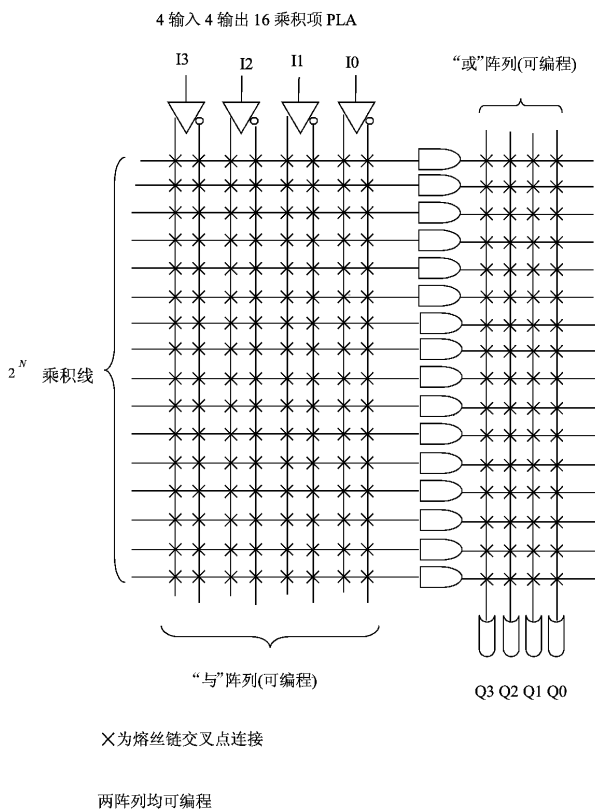 4 输入 4 输出 16 乘积项 PLA
I3 I2 I1 I0
“或”阵列(可编程)
2^N 乘积线
Q3 Q2 Q1 Q0
“与”阵列(可编程)
×为熔丝链交叉点连接
两阵列均可编程